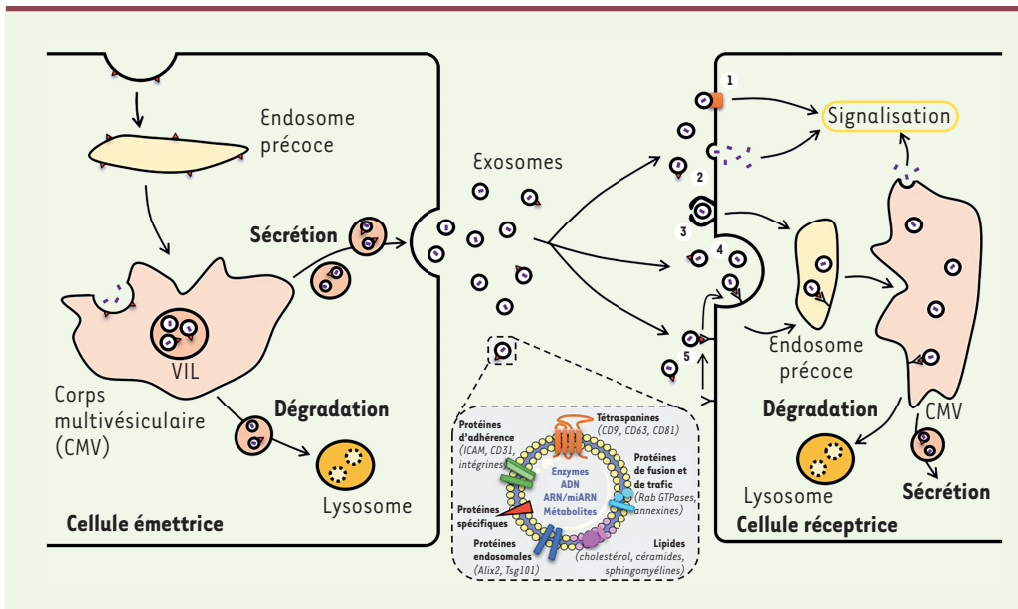 Endosome
précoce
Sécrétion
VIL
Corps
multivésiculaire
(CMV)
Dégradation
Lysosome
Cellule émettrice
Exosomes
Protéines
d'adhérence
(ICAM, CD31,
intégrines)
Protéines
spécifiques
Protéines
endosomales
(Alix2, Tsg101)
Tétraspanines
(CD9, CD63, CD81)
Enzymes
ADN
ARN/miARN
Métabolites
Protéines
de fusion et
de trafic
(Rab GTPases,
annexines)
Lipides
(cholestérol, céramides,
sphingomyélines)
1
2
3
4
5
Signalisation
Endosome
précoce
CMV
Dégradation
Lysosome
Sécrétion
Cellule réceptrice